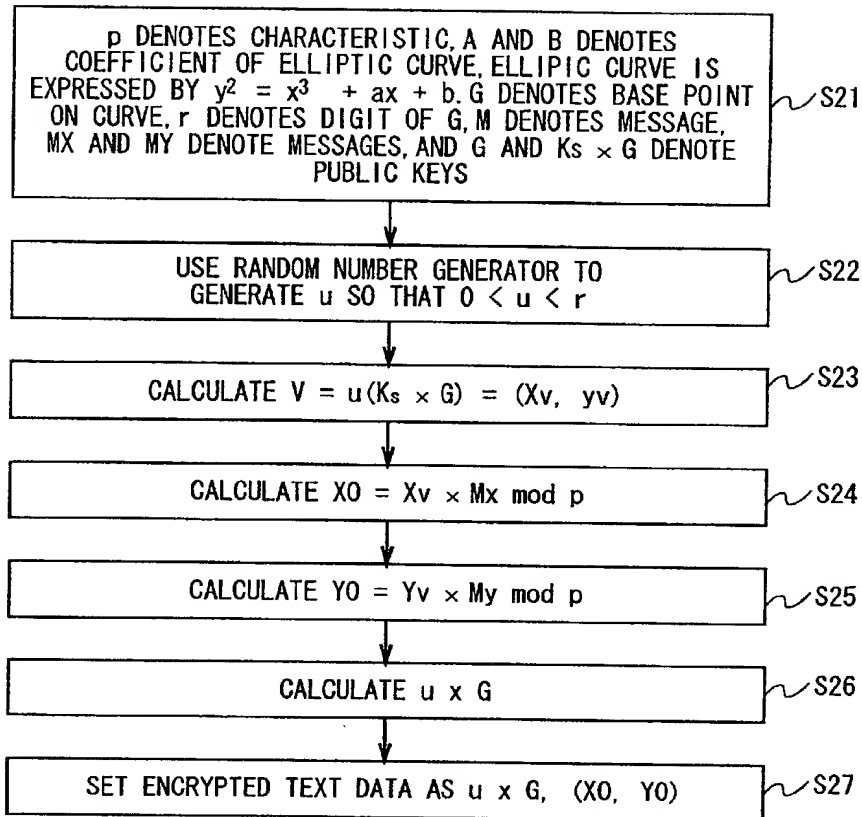 p DENOTES CHARACTERISTIC, A AND B DENOTES
COEFFICIENT OF ELLIPTIC CURVE, ELLIPIC CURVE IS
EXPRESSED BY y² = x³ + ax + b. G DENOTES BASE POINT
ON CURVE, r DENOTES DIGIT OF G, M DENOTES MESSAGE,
MX AND MY DENOTE MESSAGES, AND G AND Ks × G DENOTE
PUBLIC KEYS
S21
USE RANDOM NUMBER GENERATOR TO
GENERATE u SO THAT 0 < u < r
S22
CALCULATE V = u(Ks × G) = (Xv, yv)
S23
CALCULATE X0 = Xv × Mx mod p
S24
CALCULATE Y0 = Yv × My mod p
S25
CALCULATE u x G
S26
SET ENCRYPTED TEXT DATA AS u x G, (X0, Y0)
S27